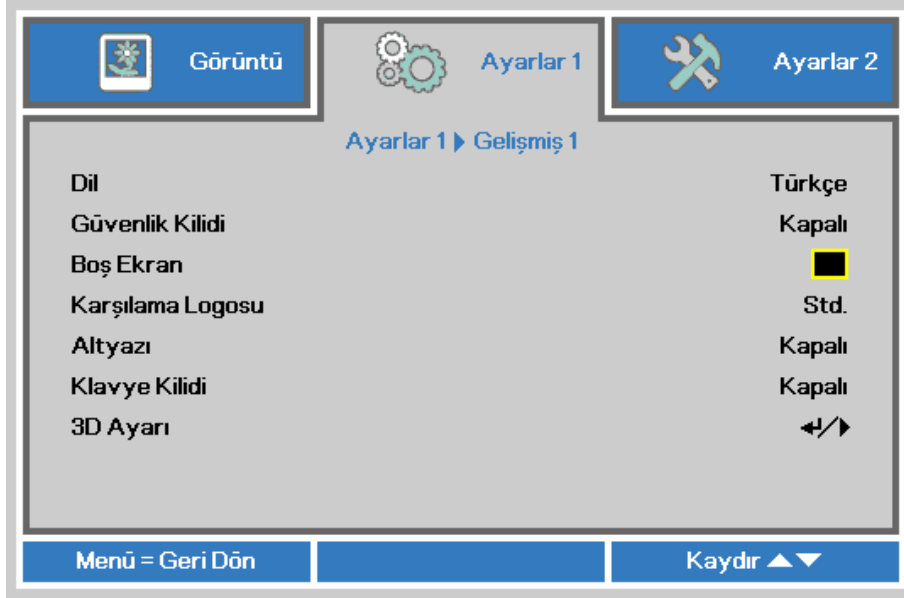 Görüntü Ayarlar 1 Ayarlar 2
Ayarlar 1 ▶ Gelişmiş 1
Dil Türkçe
Güvenlik Kilidi Kapalı
Boş Ekran
Karşılama Logosu Std.
Altyazı Kapalı
Klavye Kilidi Kapalı
3D Ayarı ↵/▶
Menü = Geri Dön Kaydır ▲▼